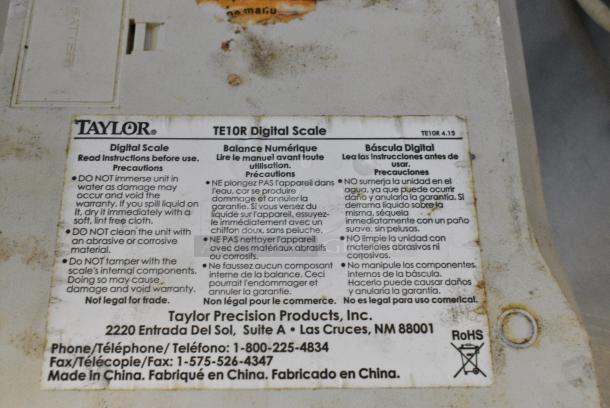 BATTERY
TAYLOR®
TE10R Digital Scale
TE10R 4.15
Digital Scale
Read instructions before use.
Precautions
• DO NOT immerse unit in
water as damage may
occur and void the
warranty. If you spill liquid on
it, dry it immediately with a
soft, lint free cloth.
• DO NOT clean the unit with
an abrasive or corrosive
material.
• Do NOT tamper with the
scale's internal components.
Doing so may cause
damage and void warranty.
Not legal for trade.
Balance Numérique
Lire le manuel avant toute
utilisation.
Précautions
• NE plongez PAS l'appareil dans
l'eau, car se produire
dommage et annuler la
garantie. Si vous versez du
liquide sur l'appareil, essuyez-
le immédiatement avec un
chiffon doux, sans peluche.
• NE PAS nettoyer l'appareil
avec des matériaux abrasifs
ou corrosifs.
• Ne faussez aucun composant
interne de la balance. Ceci
pourrait l'endommager et
annuler la garantie.
Non légal pour le commerce.
Báscula Digital
Lea las instrucciones antes de
usar.
Precauciones
• NO sumerja la unidad en el
agua, ya que puede ocurrir
daño y anularía la garantía. Si
derrama líquido sobre la
misma, séquela
inmediatamente con un paño
suave, sin pelusas.
• NO limpie la unidad con
materiales abrasivos ni
corrosivos.
• No manipule los componentes
internos de la báscula.
Hacerlo puede causar daños
y anularía la garantía.
No es legal para uso comerical.
Taylor Precision Products, Inc.
2220 Entrada Del Sol, Suite A • Las Cruces, NM 88001
Phone/Téléphone/ Teléfono: 1-800-225-4834
Fax/Télécopie/Fax: 1-575-526-4347
Made in China. Fabriqué en China. Fabricado en China.
RoHS